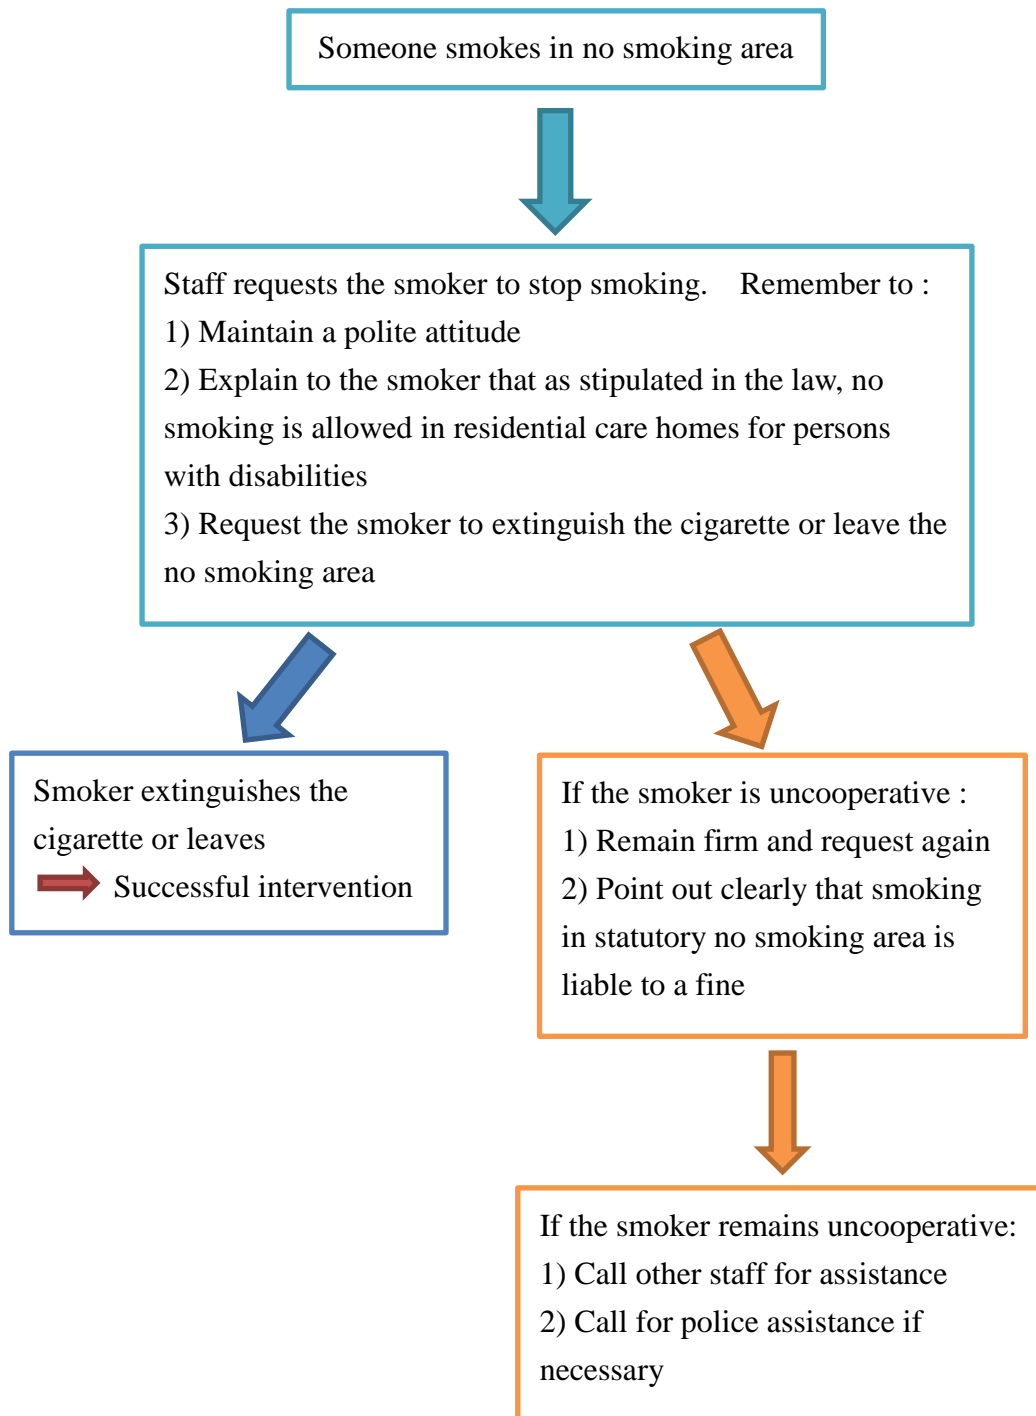 Someone smokes in no smoking area
Staff requests the smoker to stop smoking. Remember to :
1) Maintain a polite attitude
2) Explain to the smoker that as stipulated in the law, no
smoking is allowed in residential care homes for persons
with disabilities
3) Request the smoker to extinguish the cigarette or leave the
no smoking area
Smoker extinguishes the
cigarette or leaves
Successful intervention
If the smoker is uncooperative :
1) Remain firm and request again
2) Point out clearly that smoking
in statutory no smoking area is
liable to a fine
If the smoker remains uncooperative:
1) Call other staff for assistance
2) Call for police assistance if
necessary